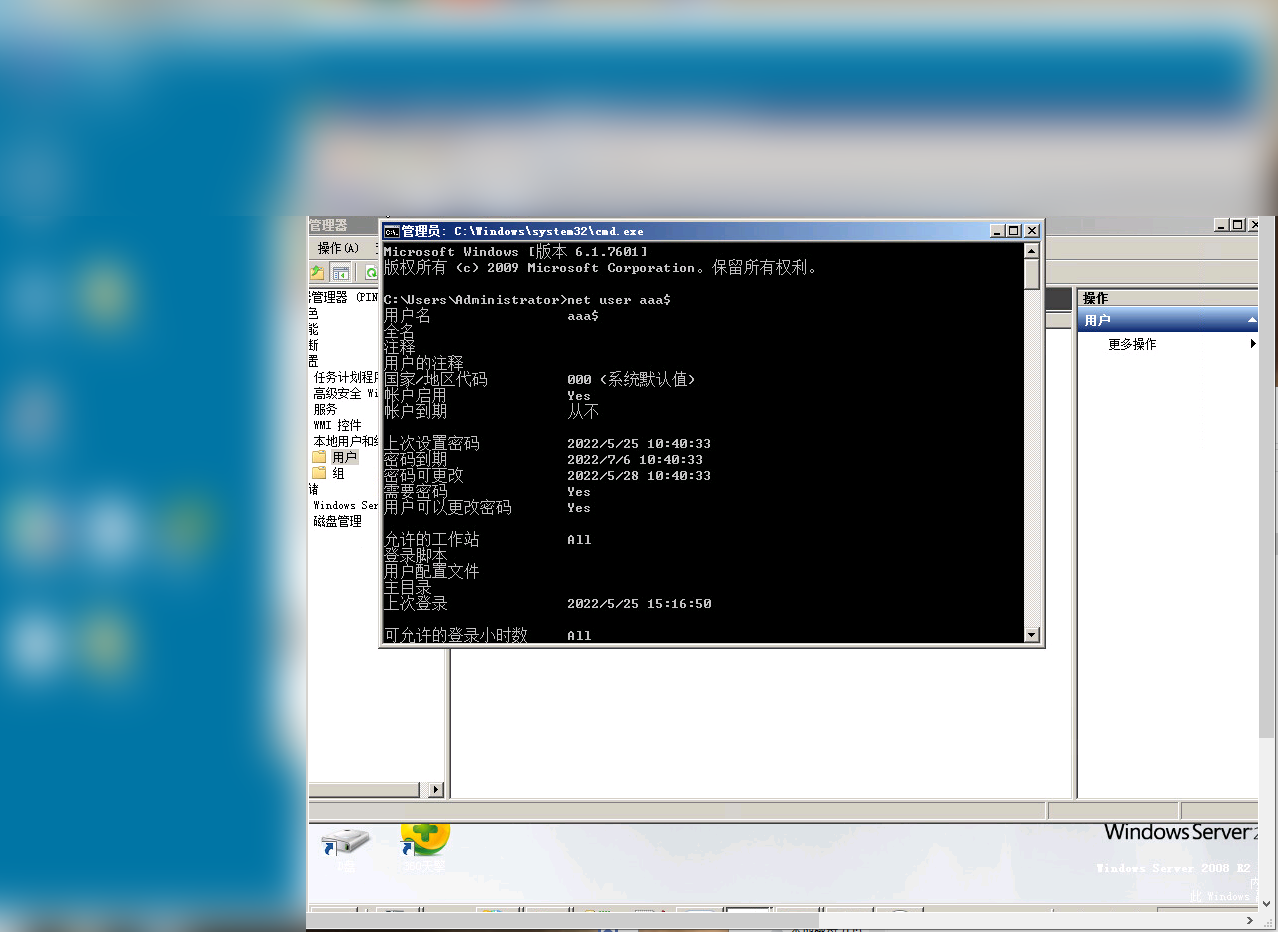 管理器
管理员: C:\Windows\system32\cmd.exe
操作(A)
Microsoft Windows [版本 6.1.7601]
版权所有 (c) 2009 Microsoft Corporation。保留所有权利。
C:\Users\Administrator>net user aaa$
用户名 aaa$
全名
注释
用户的注释
国家/地区代码 000 (系统默认值)
帐户启用 Yes
帐户到期 从不
上次设置密码 2022/5/25 10:40:33
密码到期 2022/7/6 10:40:33
密码可更改 2022/5/28 10:40:33
需要密码 Yes
用户可以更改密码 Yes
允许的工作站 All
登录脚本
用户配置文件
主目录
上次登录 2022/5/25 15:16:50
可允许的登录小时数 All
管理器 (PIN
色
能
断
置
任务计划程
高级安全 Wi
服务
WMI 控件
本地用户和
用户
组
储
Windows Ser
磁盘管理
操作
用户
更多操作
Windows Server
Windows Server 2008 R2
此 Windows